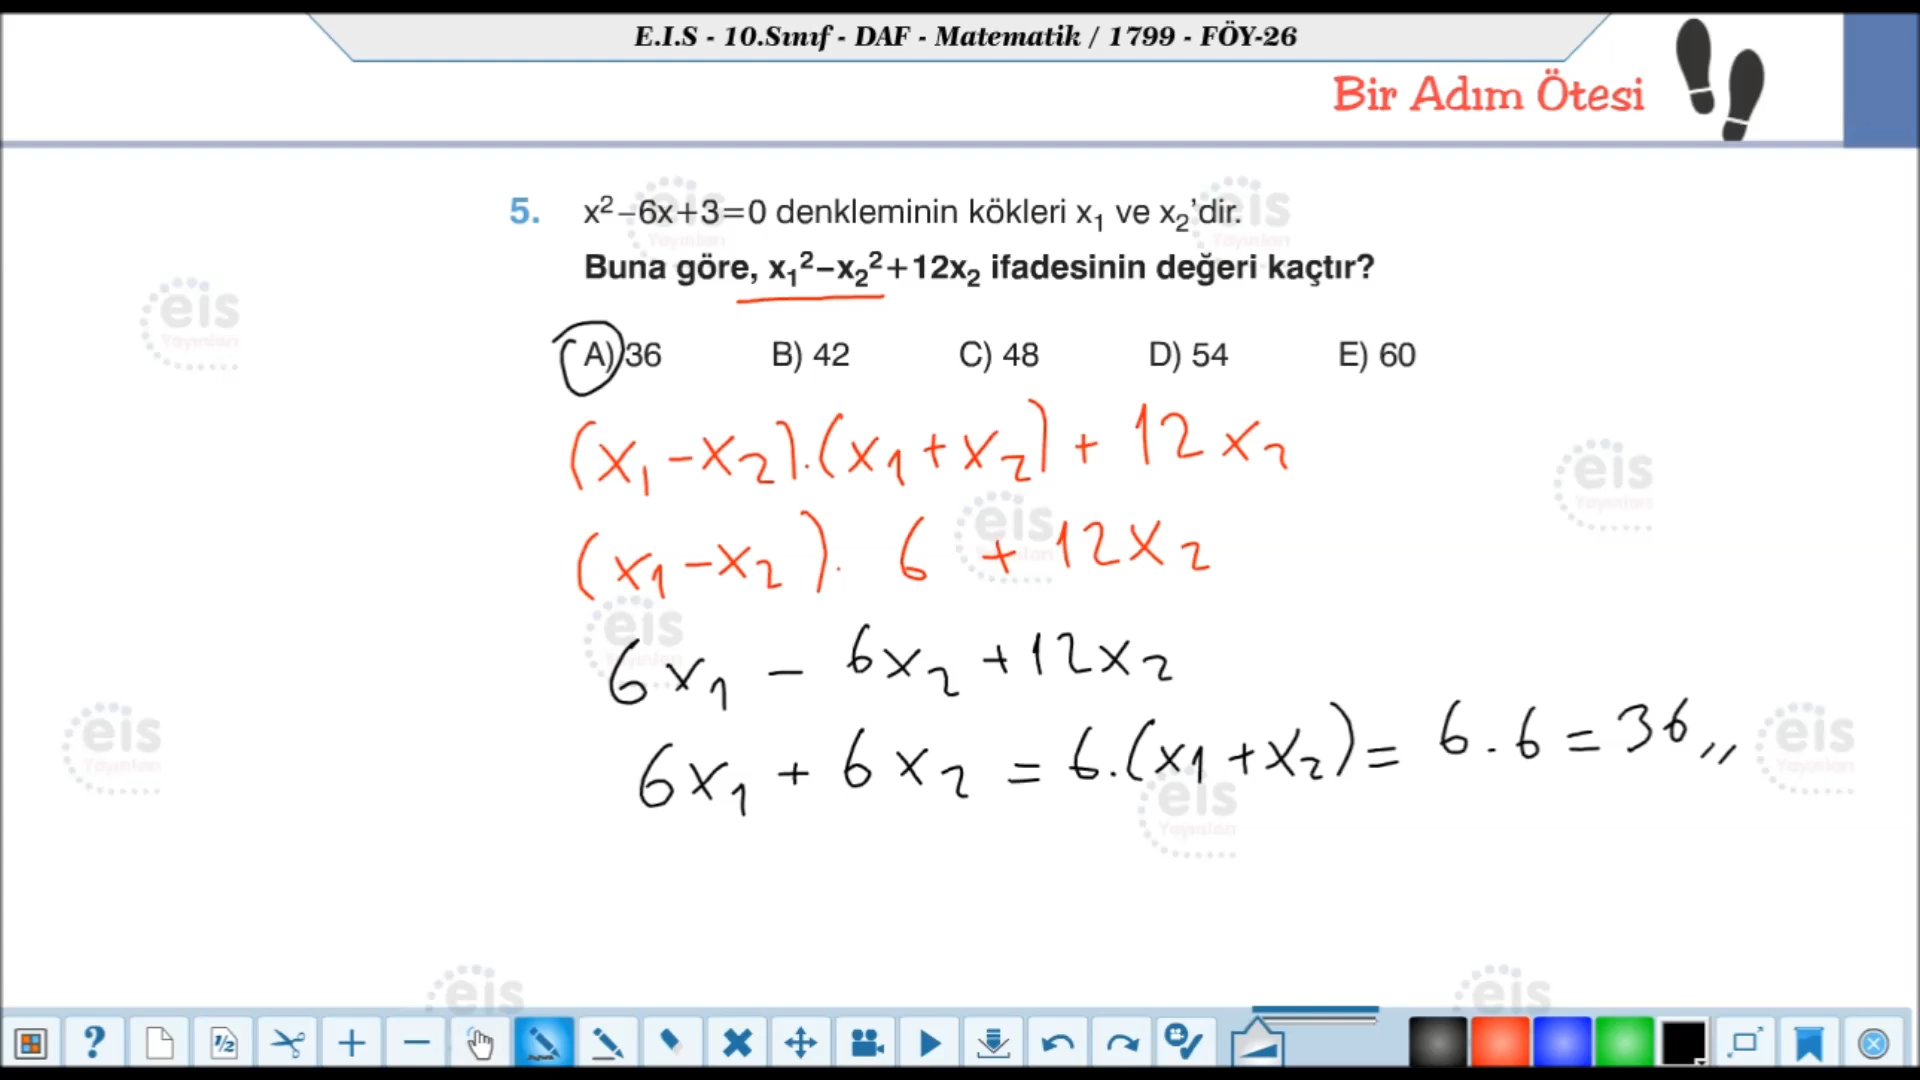 E.I.S - 10.Sınıf - DAF - Matematik / 1799 - FÖY-26
Bir Adım Ötesi
5. x²−6x+3=0 denkleminin kökleri x₁ ve x₂'dir.
Buna göre, x₁²−x₂²+12x₂ ifadesinin değeri kaçtır?
A) 36 B) 42 C) 48 D) 54 E) 60
(x₁-x₂).(x₁+x₂)+12x₂
(x₁-x₂). 6 +12x₂
6x₁ - 6x₂ +12x₂
6x₁ + 6x₂ = 6.(x₁+x₂)= 6.6=36,,
eis
Yayınları